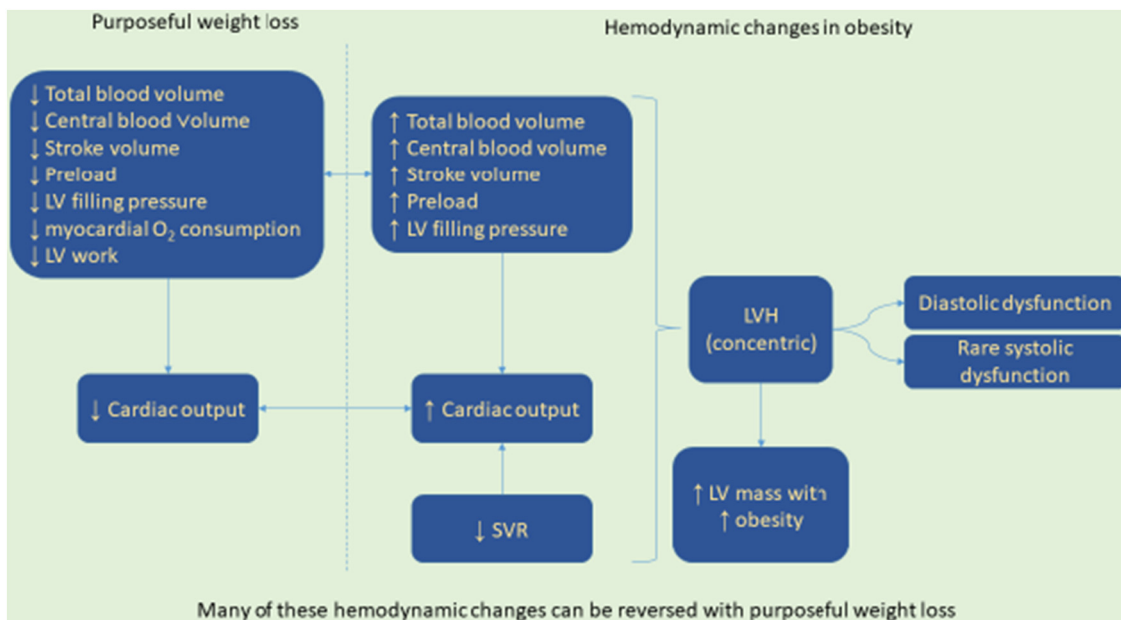 Purposeful weight loss
Hemodynamic changes in obesity
↓ Total blood volume
↓ Central blood volume
↓ Stroke volume
↓ Preload
↓ LV filling pressure
↓ myocardial O₂ consumption
↓ LV work
↑ Total blood volume
↑ Central blood volume
↑ Stroke volume
↑ Preload
↑ LV filling pressure
↓ Cardiac output
↑ Cardiac output
↓ SVR
LVH
(concentric)
↑ LV mass with
↑ obesity
Diastolic dysfunction
Rare systolic
dysfunction
Many of these hemodynamic changes can be reversed with purposeful weight loss